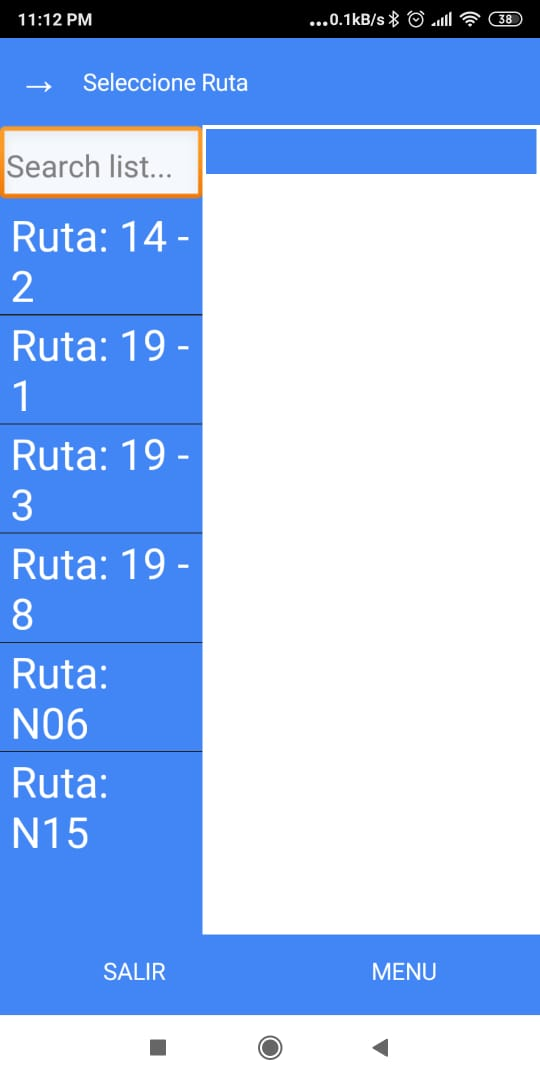 11:12 PM ...0.1kB/s 38
→ Seleccione Ruta
Search list...
Ruta: 14 -
2
Ruta: 19 -
1
Ruta: 19 -
3
Ruta: 19 -
8
Ruta:
N06
Ruta:
N15
SALIR MENU